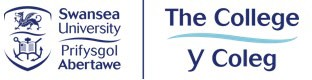 Swansea
University
Prifysgol
Abertawe
The College
Y Coleg